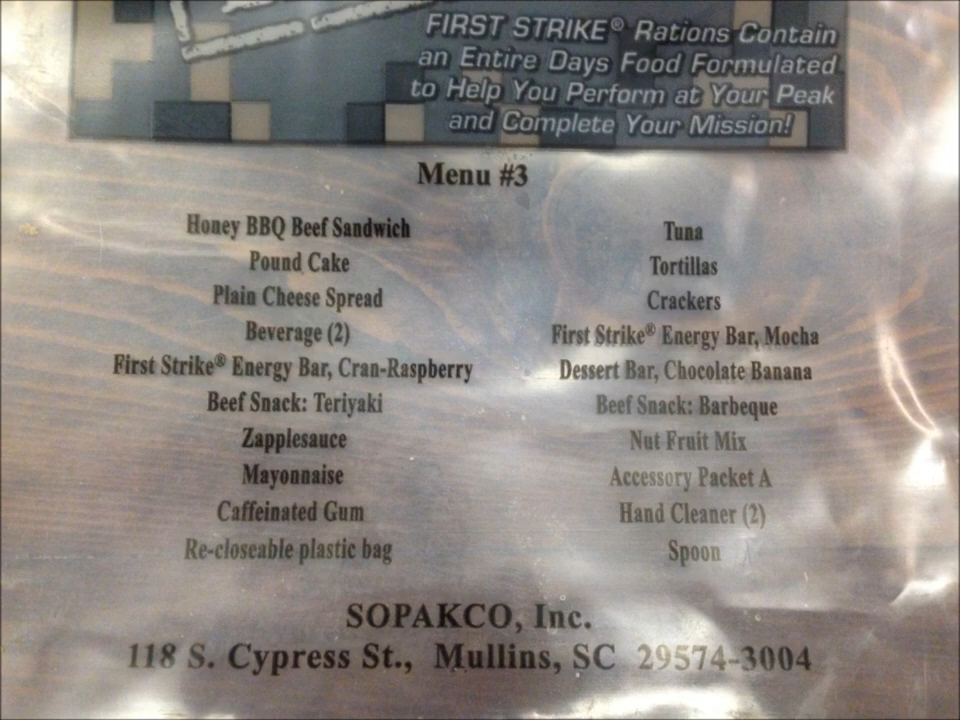 FIRST STRIKE® Rations Contain
an Entire Days Food Formulated
to Help You Perform at Your Peak
and Complete Your Mission!
Menu #3
Honey BBQ Beef Sandwich
Pound Cake
Plain Cheese Spread
Beverage (2)
First Strike® Energy Bar, Cran-Raspberry
Beef Snack: Teriyaki
Zapplesauce
Mayonnaise
Caffeinated Gum
Re-closeable plastic bag
Tuna
Tortillas
Crackers
First Strike® Energy Bar, Mocha
Dessert Bar, Chocolate Banana
Beef Snack: Barbeque
Nut Fruit Mix
Accessory Packet A
Hand Cleaner (2)
Spoon
SOPAKCO, Inc.
118 S. Cypress St., Mullins, SC 29574-3004